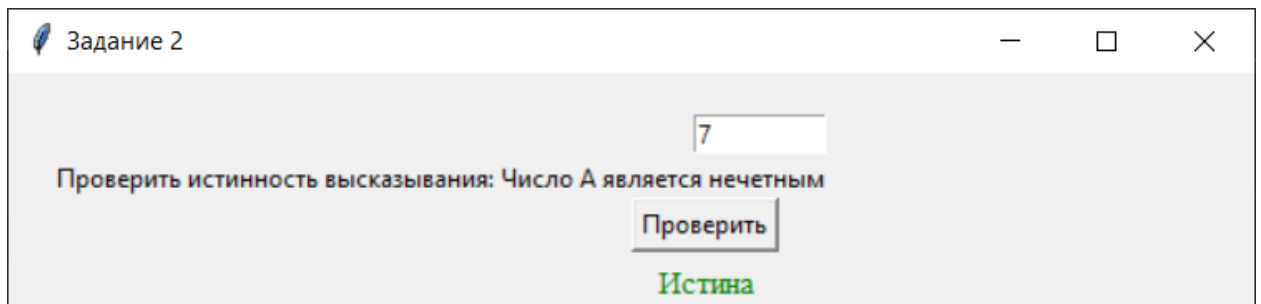 Задание 2
7
Проверить истинность высказывания: Число А является нечетным
Проверить
Истина